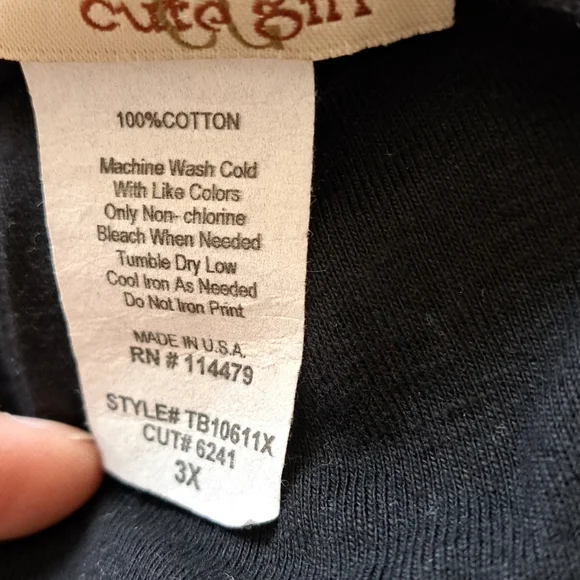 cute girl
100%COTTON
Machine Wash Cold
With Like Colors
Only Non-chlorine
Bleach When Needed
Tumble Dry Low
Cool Iron As Needed
Do Not Iron Print
MADE IN U.S.A.
RN # 114479
STYLE# TB10611X
CUT# 6241
3X